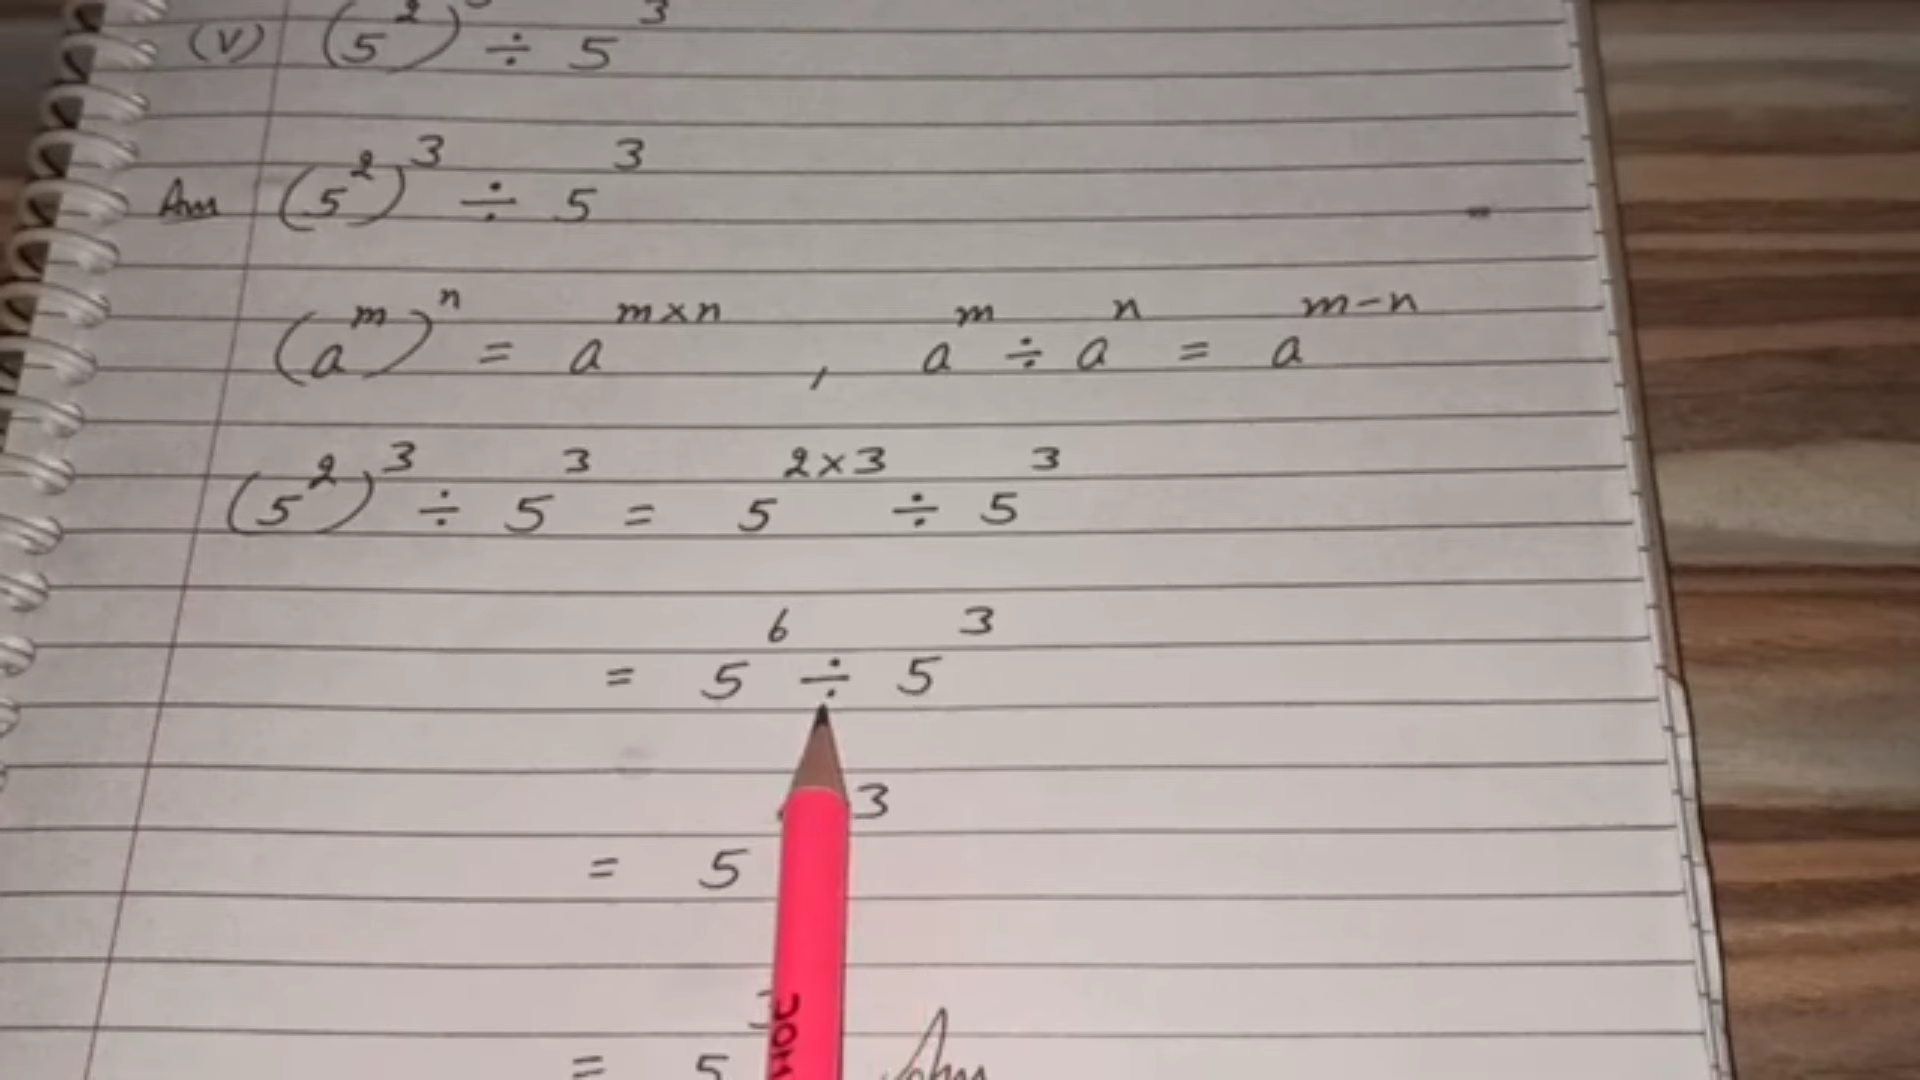 (v) (5²) ÷ 5³
Ans (5²)³ ÷ 5³
(aᵐ)ⁿ = aᵐˣⁿ , aᵐ ÷ aⁿ = aᵐ⁻ⁿ
(5²)³ ÷ 5³ = 5²ˣ³ ÷ 5³
= 5⁶ ÷ 5³
= 5 ³
= 5 Ans